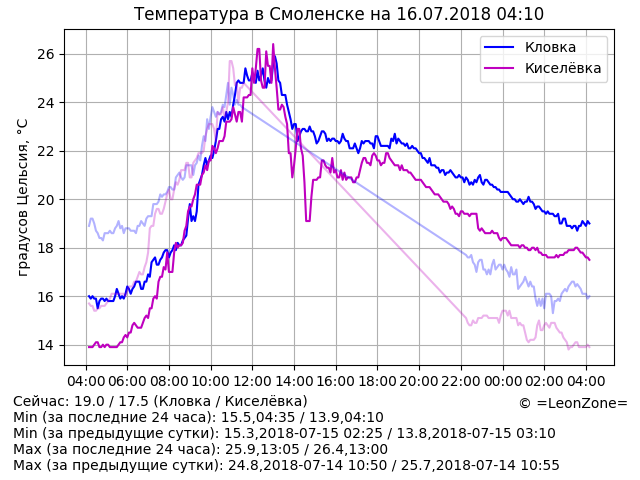 Температура в Смоленске на 16.07.2018 04:10
градусов Цельсия, °C
26
24
22
20
18
16
14
Кловка
Киселёвка
04:00 06:00 08:00 10:00 12:00 14:00 16:00 18:00 20:00 22:00 00:00 02:00 04:00
Сейчас: 19.0 / 17.5 (Кловка / Киселёвка)
© =LeonZone=
Min (за последние 24 часа): 15.5,04:35 / 13.9,04:10
Min (за предыдущие сутки): 15.3,2018-07-15 02:25 / 13.8,2018-07-15 03:10
Max (за последние 24 часа): 25.9,13:05 / 26.4,13:00
Max (за предыдущие сутки): 24.8,2018-07-14 10:50 / 25.7,2018-07-14 10:55